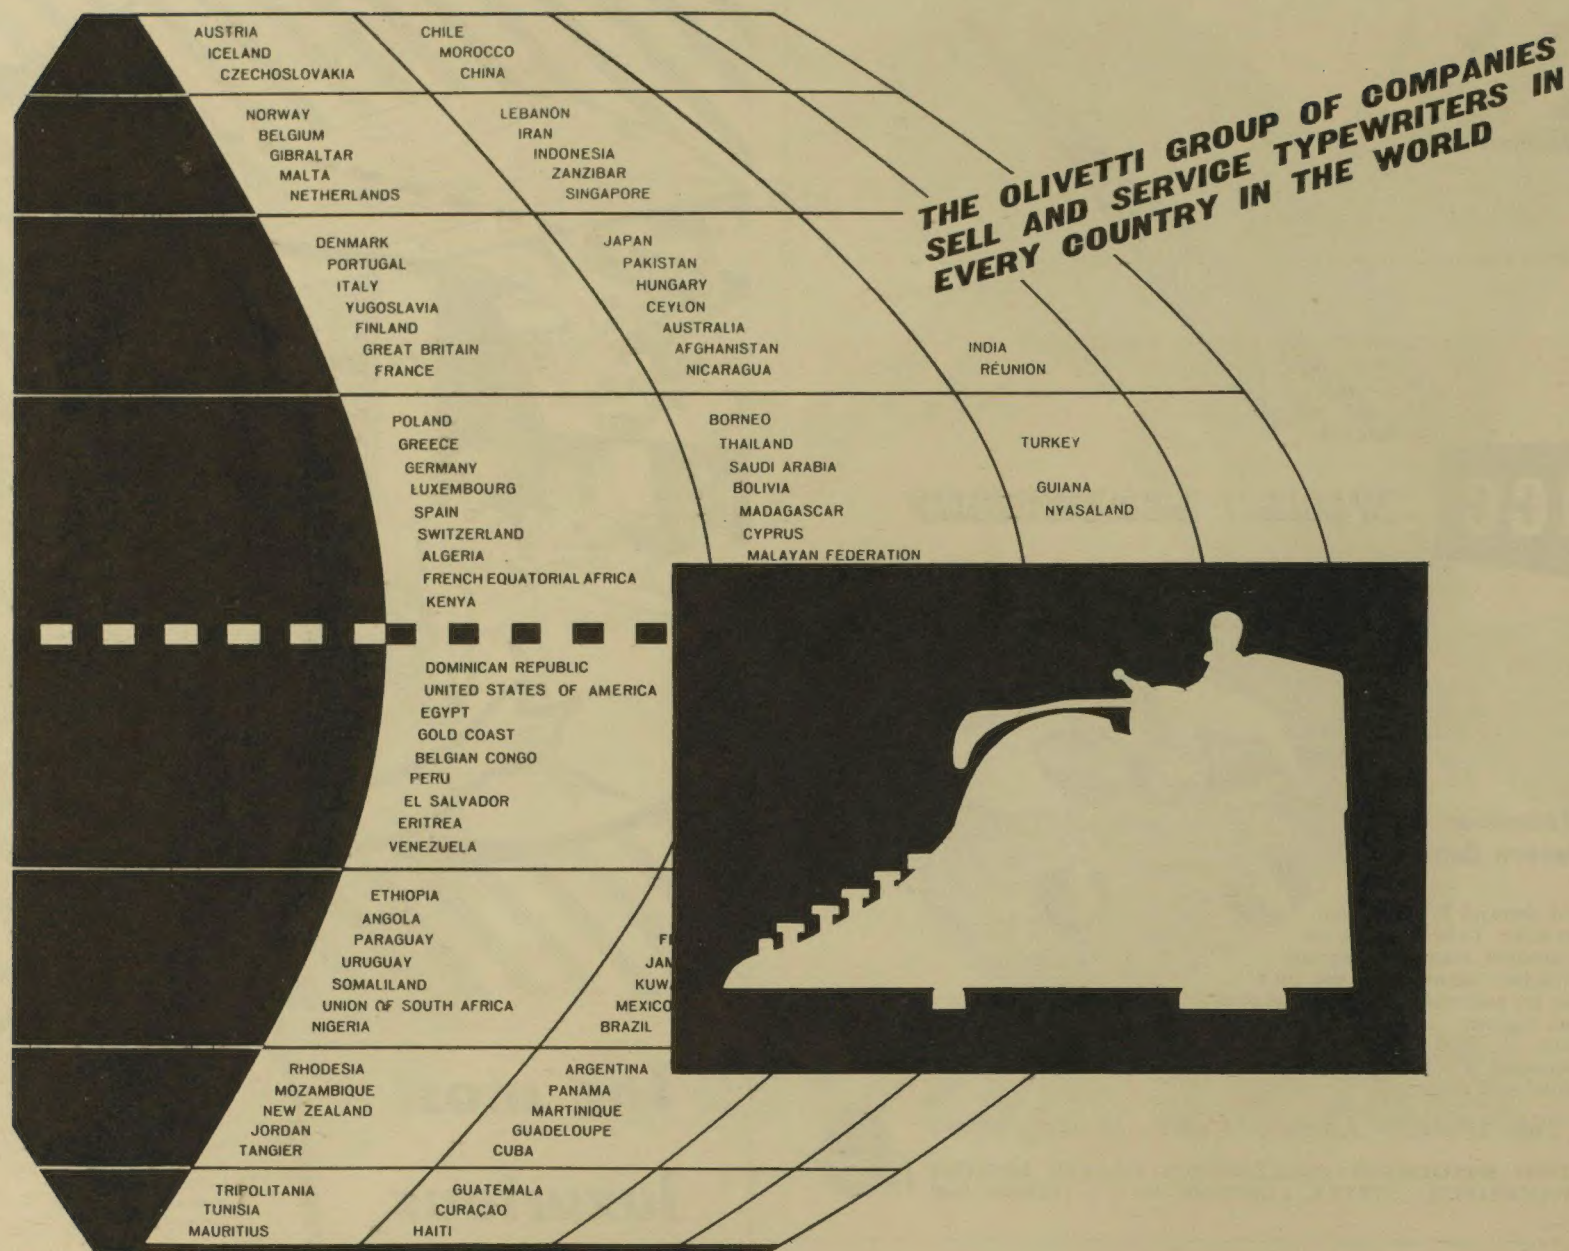 THE OLIVETTI GROUP OF COMPANIES
SELL AND SERVICE TYPEWRITERS IN
EVERY COUNTRY IN THE WORLD
AUSTRIA
ICELAND
CZECHOSLOVAKIA
CHILE
MOROCCO
CHINA
NORWAY
BELGIUM
GIBRALTAR
MALTA
NETHERLANDS
LEBANON
IRAN
INDONESIA
ZANZIBAR
SINGAPORE
DENMARK
PORTUGAL
ITALY
YUGOSLAVIA
FINLAND
GREAT BRITAIN
FRANCE
JAPAN
PAKISTAN
HUNGARY
CEYLON
AUSTRALIA
AFGHANISTAN
NICARAGUA
INDIA
RÉUNION
POLAND
GREECE
GERMANY
LUXEMBOURG
SPAIN
SWITZERLAND
ALGERIA
FRENCH EQUATORIAL AFRICA
KENYA
BORNEO
THAILAND
SAUDI ARABIA
BOLIVIA
MADAGASCAR
CYPRUS
MALAYAN FEDERATION
TURKEY
GUIANA
NYASALAND
DOMINICAN REPUBLIC
UNITED STATES OF AMERICA
EGYPT
GOLD COAST
BELGIAN CONGO
PERU
EL SALVADOR
ERITREA
VENEZUELA
ETHIOPIA
ANGOLA
PARAGUAY
URUGUAY
SOMALILAND
UNION OF SOUTH AFRICA
NIGERIA
MEXICO
BRAZIL
RHODESIA
MOZAMBIQUE
NEW ZEALAND
JORDAN
TANGIER
ARGENTINA
PANAMA
MARTINIQUE
GUADELOUPE
CUBA
TRIPOLITANIA
TUNISIA
MAURITIUS
GUATEMALA
CURAÇAO
HAITI